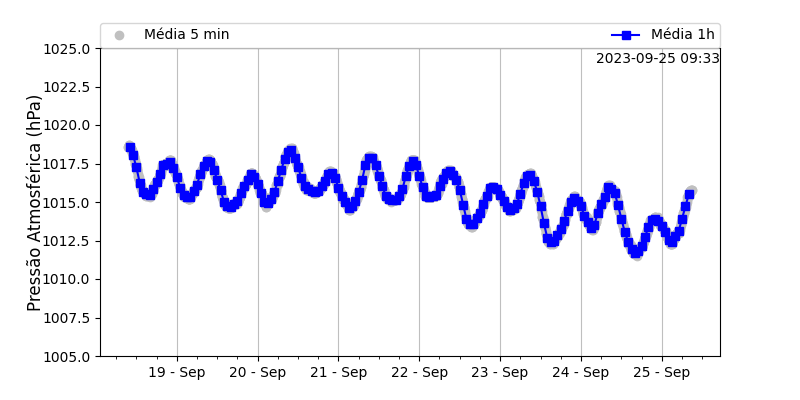 Média 5 min
Média 1h
2023-09-25 09:33
Pressão Atmosférica (hPa)
1025.0
1022.5
1020.0
1017.5
1015.0
1012.5
1010.0
1007.5
1005.0
19 - Sep
20 - Sep
21 - Sep
22 - Sep
23 - Sep
24 - Sep
25 - Sep